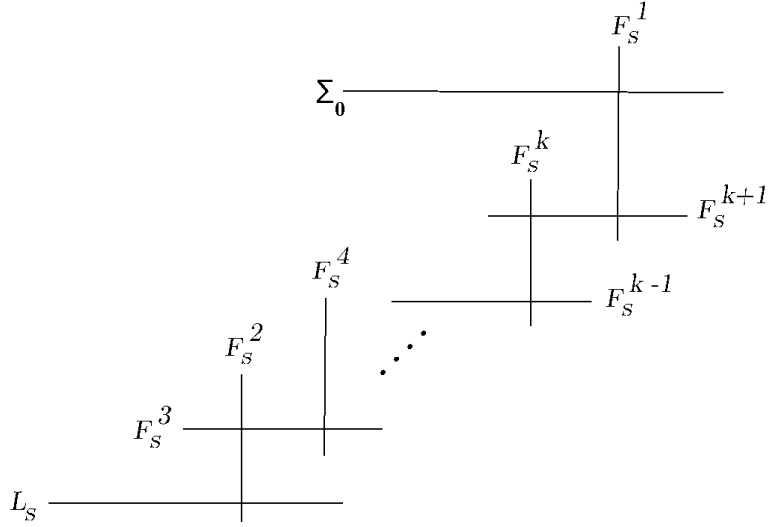 F_S^1
Σ_0
F_S^k
F_S^{k+1}
F_S^4
F_S^{k-1}
F_S^2
F_S^3
L_S